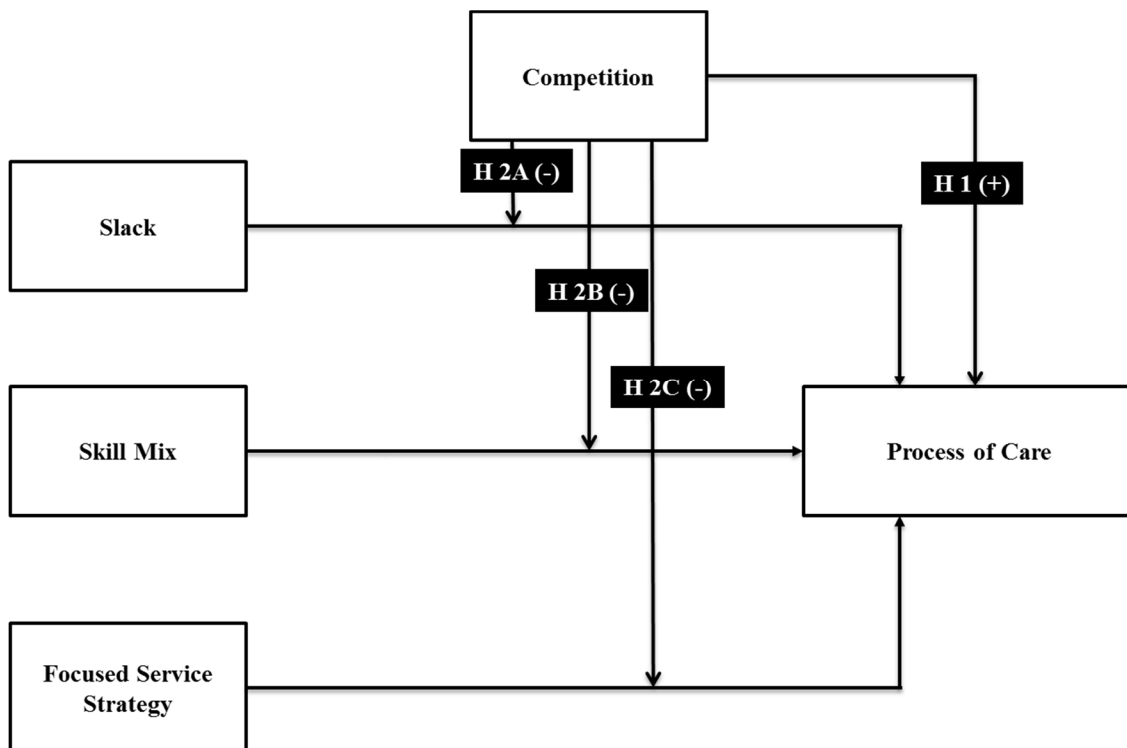 Competition
H 2A (-)
H 1 (+)
Slack
H 2B (-)
H 2C (-)
Skill Mix
Process of Care
Focused Service
Strategy